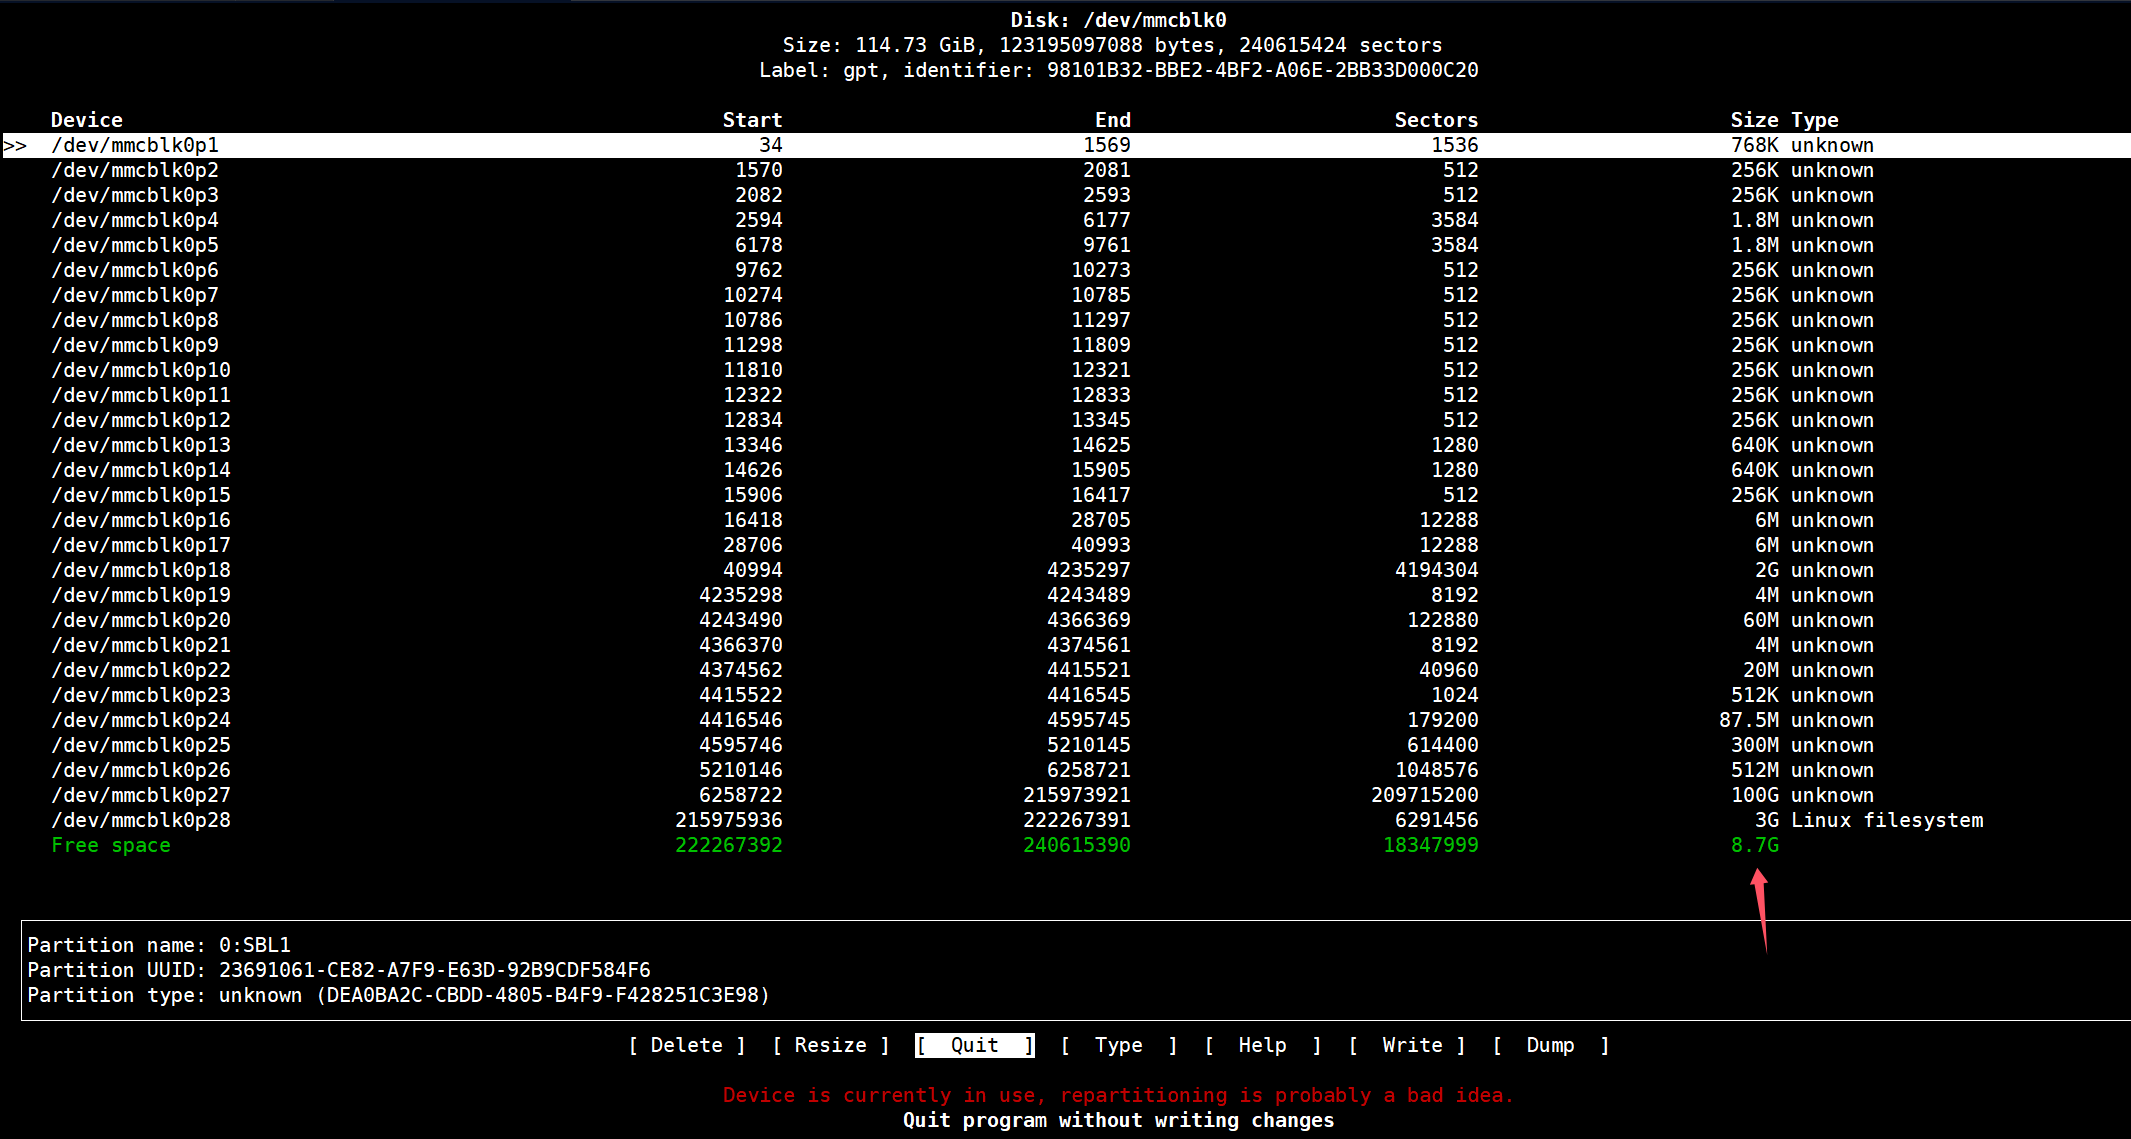 Disk: /dev/mmcblk0
Size: 114.73 GiB, 123195097088 bytes, 240615424 sectors
Label: gpt, identifier: 98101B32-BBE2-4BF2-A06E-2BB33D000C20
Device Start End Sectors Size Type
>> /dev/mmcblk0p1 34 1569 1536 768K unknown
/dev/mmcblk0p2 1570 2081 512 256K unknown
/dev/mmcblk0p3 2082 2593 512 256K unknown
/dev/mmcblk0p4 2594 6177 3584 1.8M unknown
/dev/mmcblk0p5 6178 9761 3584 1.8M unknown
/dev/mmcblk0p6 9762 10273 512 256K unknown
/dev/mmcblk0p7 10274 10785 512 256K unknown
/dev/mmcblk0p8 10786 11297 512 256K unknown
/dev/mmcblk0p9 11298 11809 512 256K unknown
/dev/mmcblk0p10 11810 12321 512 256K unknown
/dev/mmcblk0p11 12322 12833 512 256K unknown
/dev/mmcblk0p12 12834 13345 512 256K unknown
/dev/mmcblk0p13 13346 14625 1280 640K unknown
/dev/mmcblk0p14 14626 15905 1280 640K unknown
/dev/mmcblk0p15 15906 16417 512 256K unknown
/dev/mmcblk0p16 16418 28705 12288 6M unknown
/dev/mmcblk0p17 28706 40993 12288 6M unknown
/dev/mmcblk0p18 40994 4235297 4194304 2G unknown
/dev/mmcblk0p19 4235298 4243489 8192 4M unknown
/dev/mmcblk0p20 4243490 4366369 122880 60M unknown
/dev/mmcblk0p21 4366370 4374561 8192 4M unknown
/dev/mmcblk0p22 4374562 4415521 40960 20M unknown
/dev/mmcblk0p23 4415522 4416545 1024 512K unknown
/dev/mmcblk0p24 4416546 4595745 179200 87.5M unknown
/dev/mmcblk0p25 4595746 5210145 614400 300M unknown
/dev/mmcblk0p26 5210146 6258721 1048576 512M unknown
/dev/mmcblk0p27 6258722 215973921 209715200 100G unknown
/dev/mmcblk0p28 215975936 222267391 6291456 3G Linux filesystem
Free space 222267392 240615390 18347999 8.7G
Partition name: 0:SBL1
Partition UUID: 23691061-CE82-A7F9-E63D-92B9CDF584F6
Partition type: unknown (DEA0BA2C-CBDD-4805-B4F9-F428251C3E98)
[ Delete ] [ Resize ] [ Quit ] [ Type ] [ Help ] [ Write ] [ Dump ]
Device is currently in use, repartitioning is probably a bad idea.
Quit program without writing changes